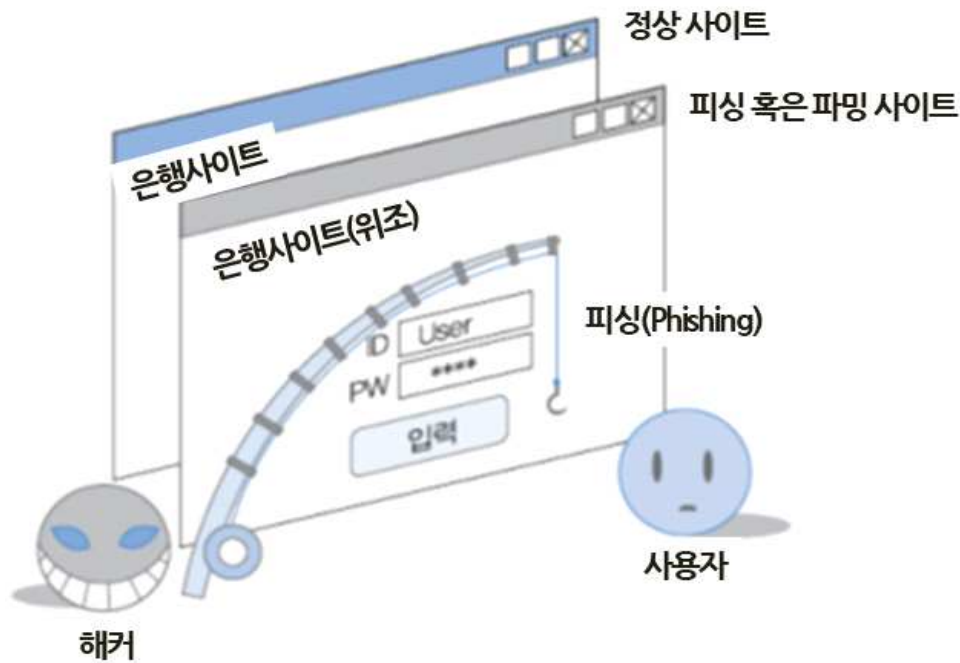 정상 사이트
피싱 혹은 파밍 사이트
은행사이트
은행사이트(위조)
피싱(Phishing)
ID User
PW ****
입력
사용자
해커